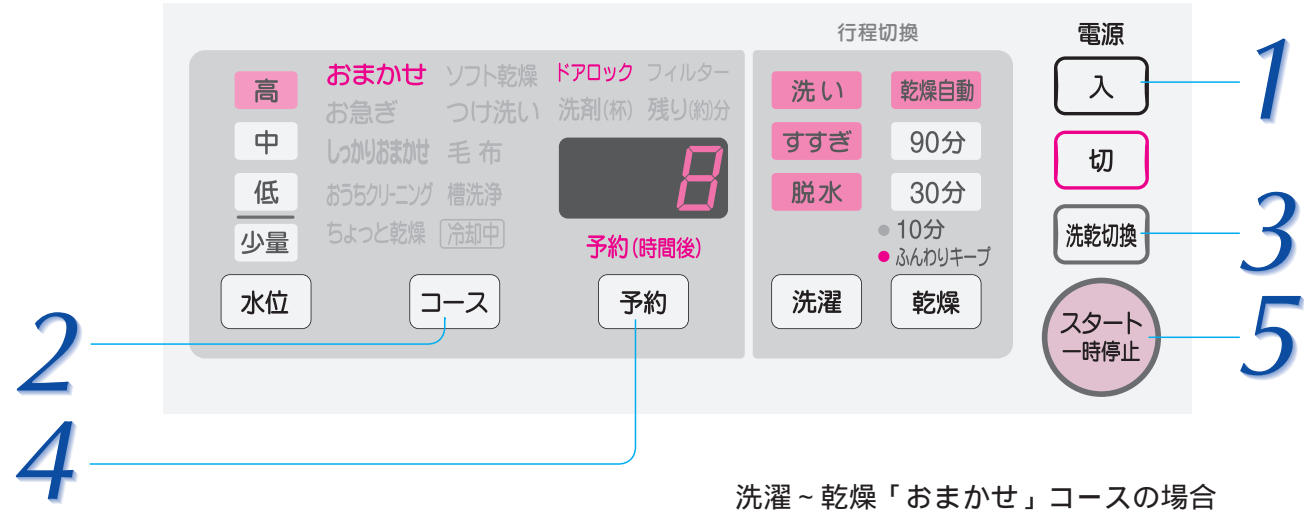 行程切換
電源
高
中
低
少量
おまかせ ソフト乾燥
お急ぎ つけ洗い
しっかりおまかせ 毛布
おうちクリーニング 槽洗浄
ちょっと乾燥 冷却中
ドアロック フィルター
洗剤(杯) 残り(約)分
8
予約(時間後)
洗い
すすぎ
脱水
乾燥自動
90分
30分
10分
ふんわりキープ
水位
コース
予約
洗濯
乾燥
入
切
洗乾切換
スタート
一時停止
1
3
5
2
4
洗濯~乾燥「おまかせ」コースの場合